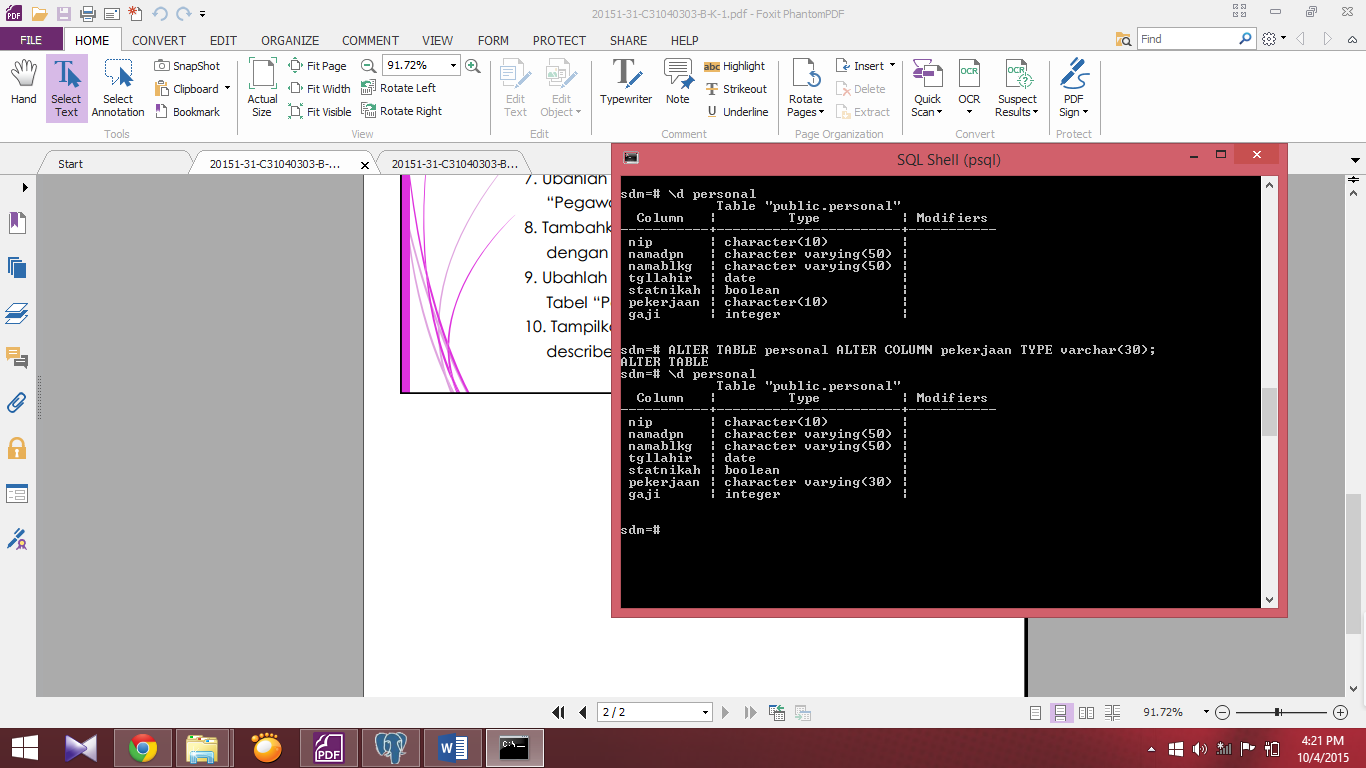 20151-31-C31040303-B-K-1.pdf - Foxit PhantomPDF
FILE HOME CONVERT EDIT ORGANIZE COMMENT VIEW FORM PROTECT SHARE HELP
Find
Hand
Select Text
Select Annotation
SnapShot
Clipboard
Bookmark
Tools
Actual Size
Fit Page
Fit Width
Fit Visible
91.72%
Rotate Left
Rotate Right
View
Edit Text
Edit Object
Edit
Typewriter
Note
abc Highlight
T Strikeout
U Underline
Comment
Rotate Pages
Insert
Delete
Extract
Page Organization
Quick Scan
OCR
OCR
OCR
Suspect Results
Convert
PDF Sign
Protect
Start
20151-31-C31040303-B-...
20151-31-C31040303-B...
7. Ubahlah
"Pegawa
8. Tambahk
dengan
9. Ubahlah
Tabel "P
10. Tampilka
describe
SQL Shell (psql)
sdm=# \d personal
Table "public.personal"
Column | Type | Modifiers
-----------+-----------------------+-----------
nip | character(10) |
namadpn | character varying(50) |
namablkg | character varying(50) |
tgllahir | date |
statnikah | boolean |
pekerjaan | character(10) |
gaji | integer |
sdm=# ALTER TABLE personal ALTER COLUMN pekerjaan TYPE varchar(30);
ALTER TABLE
sdm=# \d personal
Table "public.personal"
Column | Type | Modifiers
-----------+-----------------------+-----------
nip | character(10) |
namadpn | character varying(50) |
namablkg | character varying(50) |
tgllahir | date |
statnikah | boolean |
pekerjaan | character varying(30) |
gaji | integer |
sdm=#
2 / 2
91.72%
4:21 PM
10/4/2015